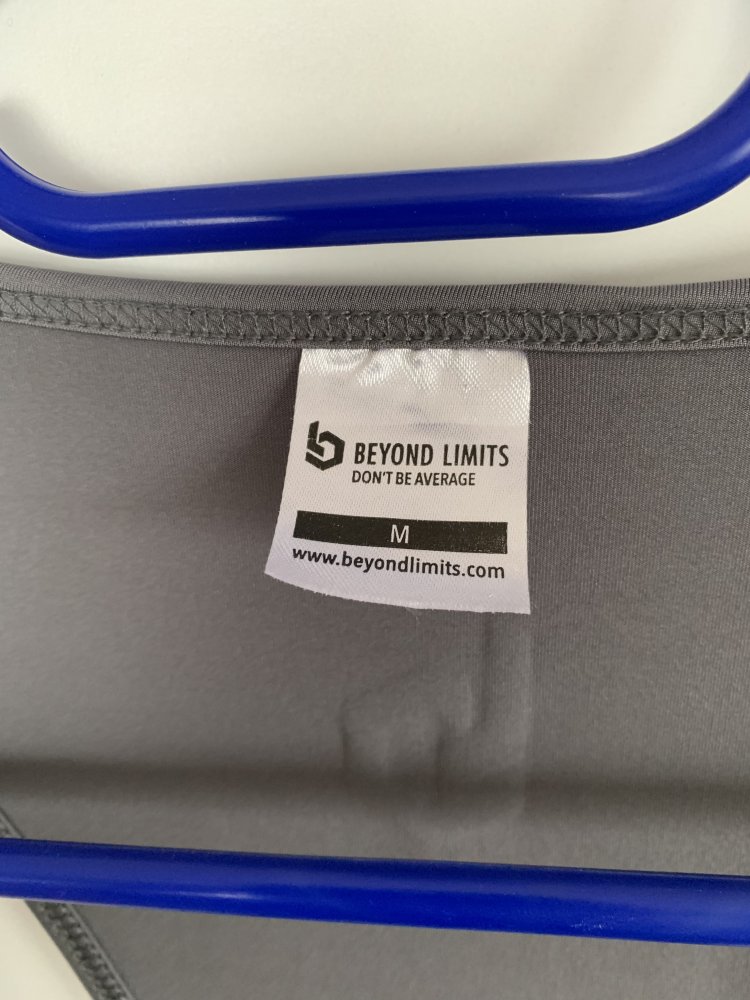 BEYOND LIMITS
DON'T BE AVERAGE
M
www.beyondlimits.com